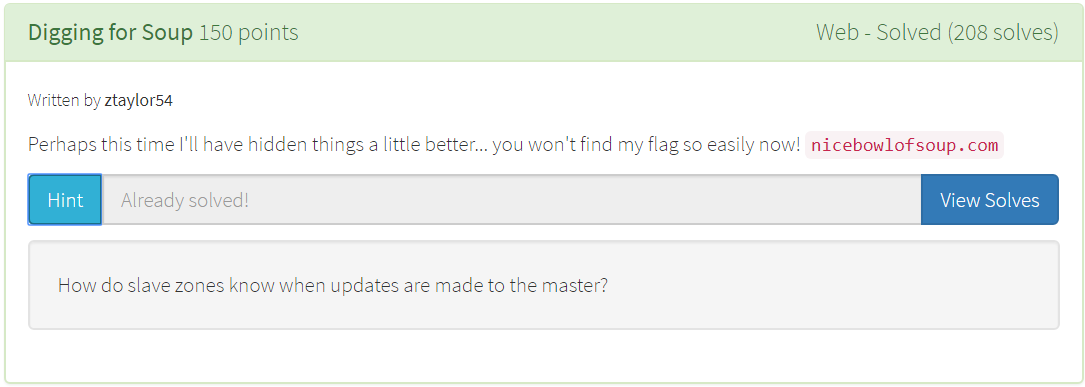 Digging for Soup 150 points
Web - Solved (208 solves)
Written by ztaylor54
Perhaps this time I'll have hidden things a little better... you won't find my flag so easily now! nicebowlofsoup.com
Hint
Already solved!
View Solves
How do slave zones know when updates are made to the master?